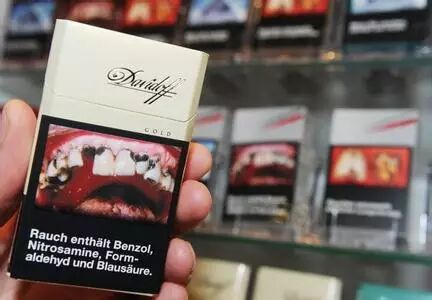 Davidoff
GOLD
Rauch enthält Benzol,
Nitrosamine, Form-
aldehyd und Blausäure.